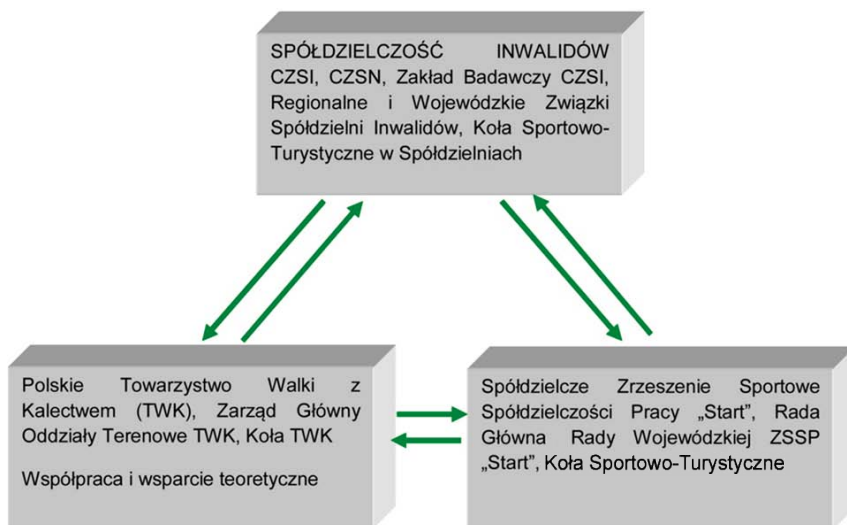 SPÓŁDZIELCZOŚĆ INWALIDÓW
CZSI, CZSN, Zakład Badawczy CZSI,
Regionalne i Wojewódzkie Związki
Spółdzielni Inwalidów, Koła Sportowo-
Turystyczne w Spółdzielniach
Polskie Towarzystwo Walki z
Kalectwem (TWK), Zarząd Główny
Oddziały Terenowe TWK, Koła TWK
Współpraca i wsparcie teoretyczne
Spółdzielcze Zrzeszenie Sportowe
Spółdzielczości Pracy „Start”, Rada
Główna Rady Wojewódzkiej ZSSP
„Start”, Koła Sportowo-Turystyczne